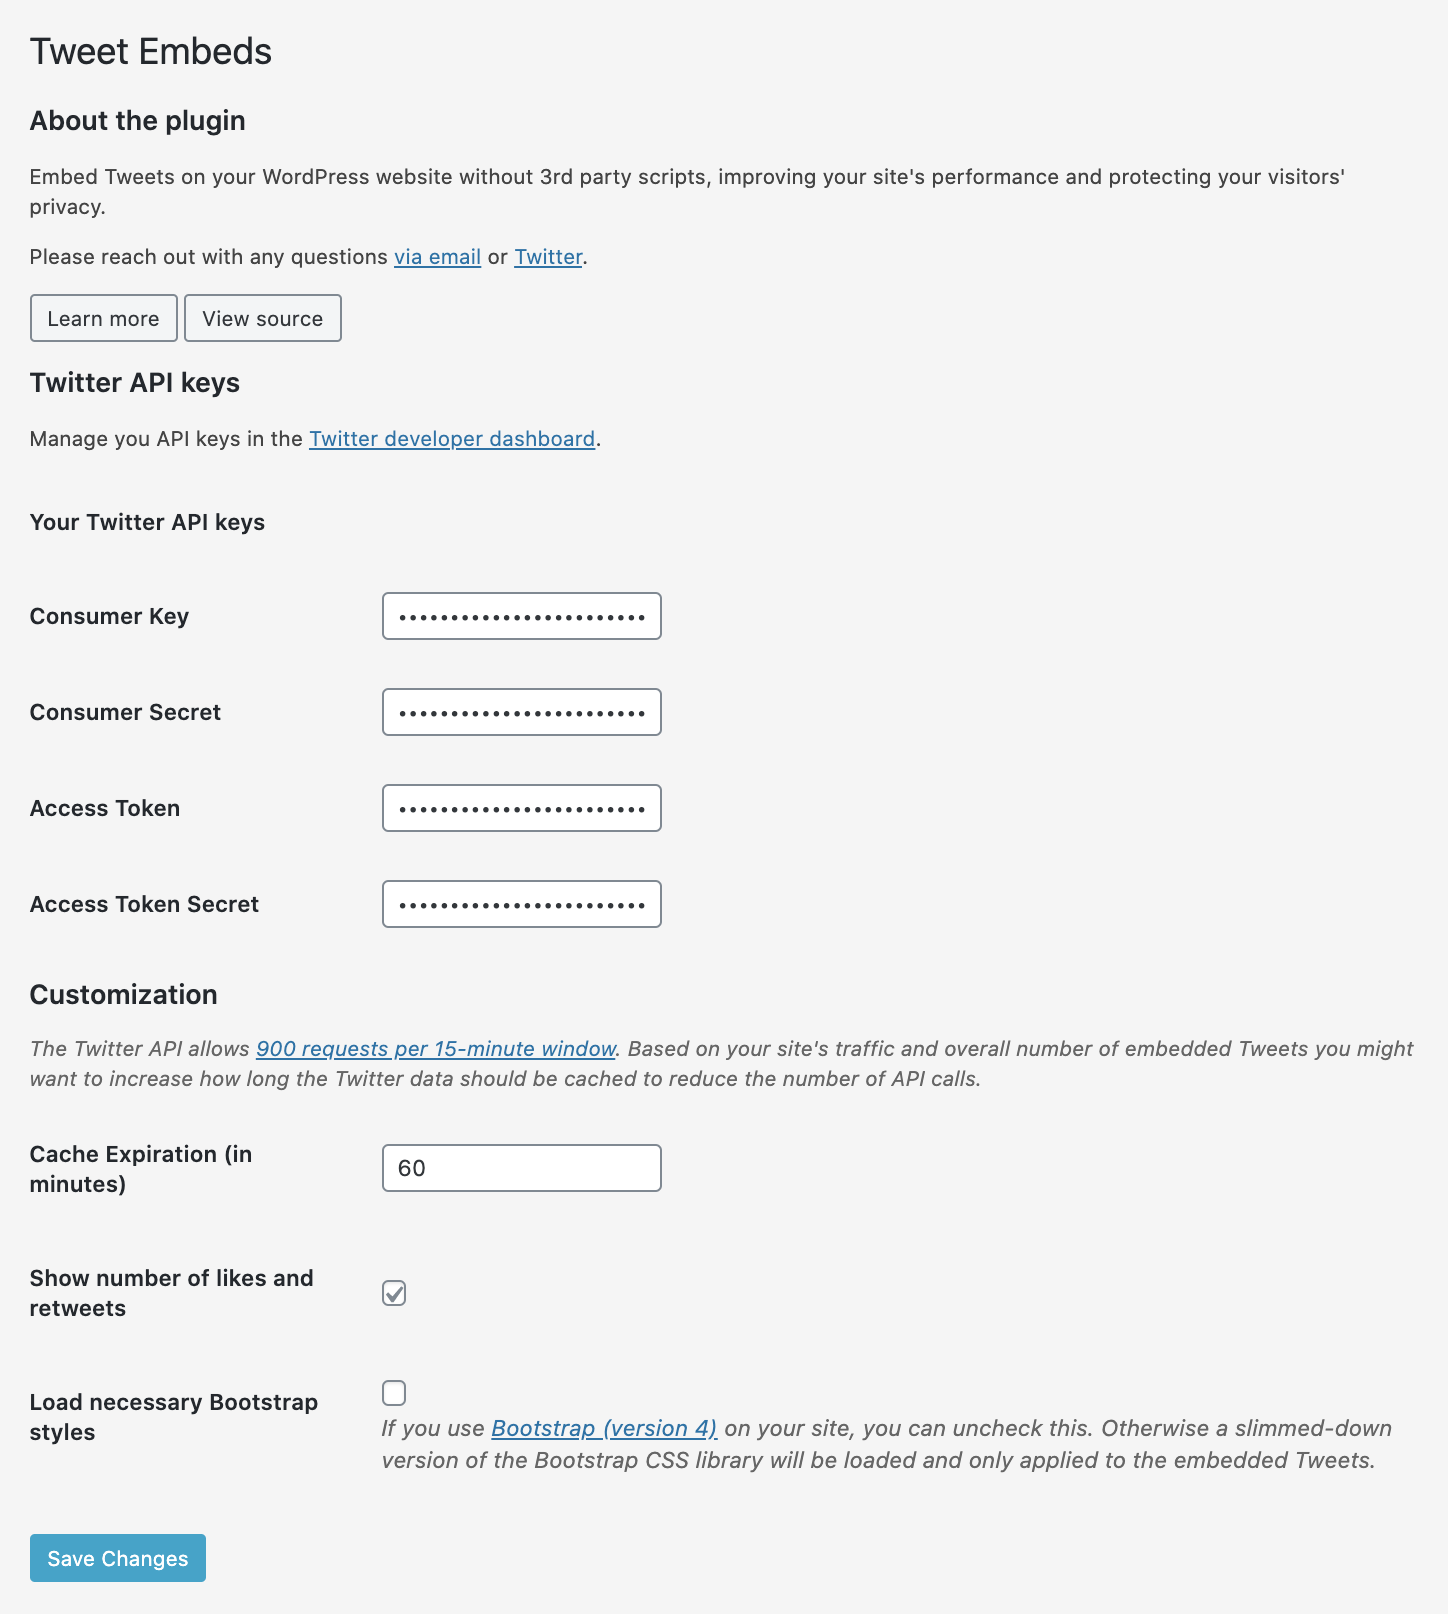 Tweet Embeds
About the plugin
Embed Tweets on your WordPress website without 3rd party scripts, improving your site's performance and protecting your visitors'
privacy.
Please reach out with any questions via email or Twitter.
Learn more View source
Twitter API keys
Manage you API keys in the Twitter developer dashboard.
Your Twitter API keys
Consumer Key ••••••••••••••••••••••••
Consumer Secret ••••••••••••••••••••••••
Access Token ••••••••••••••••••••••••
Access Token Secret ••••••••••••••••••••••••
Customization
The Twitter API allows 900 requests per 15-minute window. Based on your site's traffic and overall number of embedded Tweets you might
want to increase how long the Twitter data should be cached to reduce the number of API calls.
Cache Expiration (in
minutes)
60
Show number of likes and
retweets
Load necessary Bootstrap
styles
If you use Bootstrap (version 4) on your site, you can uncheck this. Otherwise a slimmed-down
version of the Bootstrap CSS library will be loaded and only applied to the embedded Tweets.
Save Changes